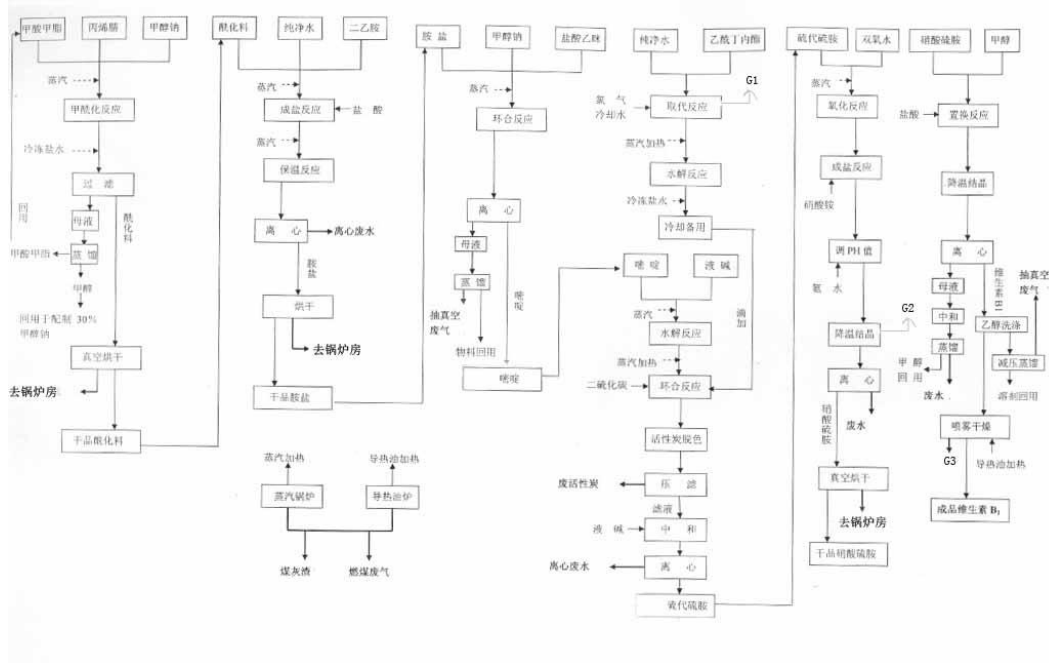 甲酸甲脂
丙烯腈
甲醇钠
蒸汽
甲酰化反应
冷冻盐水
过 滤
回用
母液
酰化料
甲酸甲脂
蒸馏
甲醇
回用于配制 30%
甲醇钠
真空烘干
去锅炉房
干品酰化料
酰化料
纯净水
二乙胺
蒸汽
成盐反应
盐 酸
蒸汽
保温反应
离 心
离心废水
胺盐
烘干
去锅炉房
干品胺盐
蒸汽加热
导热油加热
蒸汽锅炉
导热油炉
煤灰渣
燃煤废气
胺 盐
甲醇钠
盐酸乙咪
蒸汽
环合反应
离 心
母液
蒸馏
嘧啶
抽真空
废气
物料回用
嘧啶
纯净水
乙酰丁内酯
G1
氯 气
冷却水
取代反应
蒸汽加热
水解反应
冷冻盐水
冷却备用
嘧 啶
液 碱
滴加
蒸汽
水解反应
蒸汽加热
二硫化碳
环合反应
活性炭脱色
废活性炭
压 滤
滤液
液 碱
中 和
离心废水
离 心
硫代硫胺
硫代硫胺
双氧水
蒸汽
氧化反应
成盐反应
硝酸铵
调PH值
氨 水
G2
降温结晶
离 心
硝酸硫胺
废水
真空烘干
去锅炉房
干品硝酸硫胺
硝酸硫胺
甲醇
盐酸
置换反应
降温结晶
离 心
母液
维生素B1
抽真空
废气
中和
乙醇洗涤
蒸馏
减压蒸馏
甲 醇
回 用
废水
溶剂回用
喷雾干燥
G3
导热油加热
成品维生素B₁